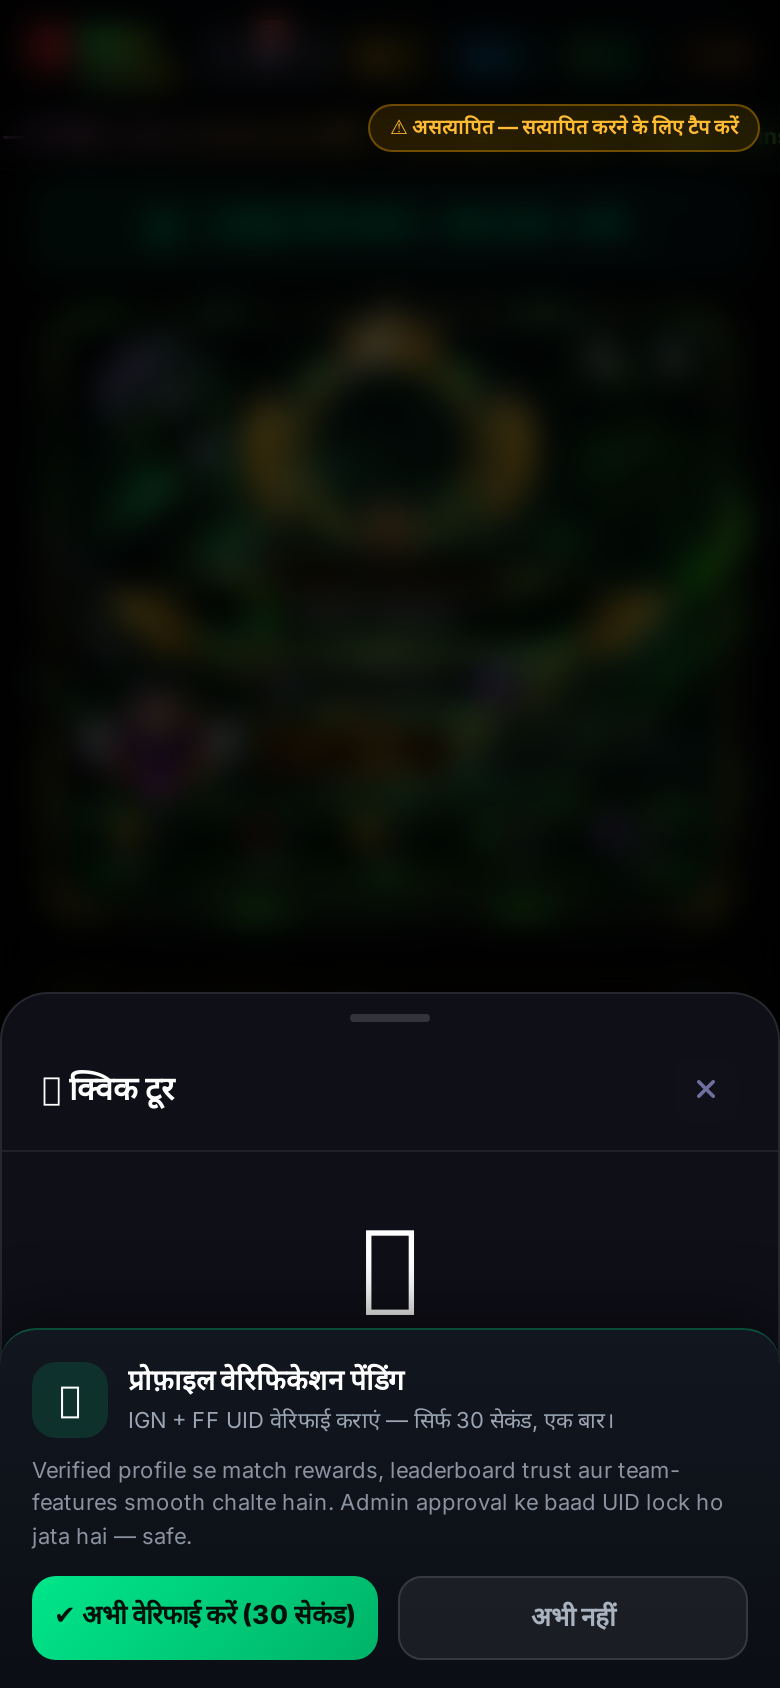 ⚠ असत्यापित — सत्यापित करने के लिए टैप करें
क्विक टूर
प्रोफ़ाइल वेरिफिकेशन पेंडिंग
IGN + FF UID वेरिफाई कराएं — सिर्फ 30 सेकंड, एक बार।
Verified profile se match rewards, leaderboard trust aur team-
features smooth chalte hain. Admin approval ke baad UID lock ho
jata hai — safe.
✔ अभी वेरिफाई करें (30 सेकंड)
अभी नहीं